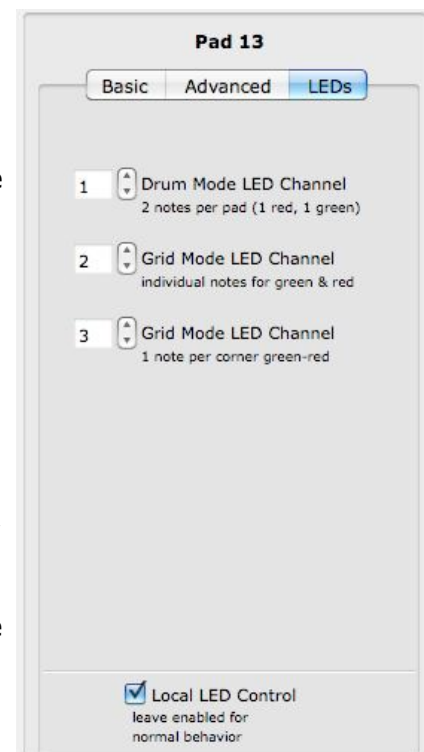 Pad 13
Basic Advanced LEDs
e
1 Drum Mode LED Channel
2 notes per pad (1 red, 1 green)
2 Grid Mode LED Channel
individual notes for green & red
3 Grid Mode LED Channel
1 note per corner green-red
e
Local LED Control
leave enabled for
normal behavior